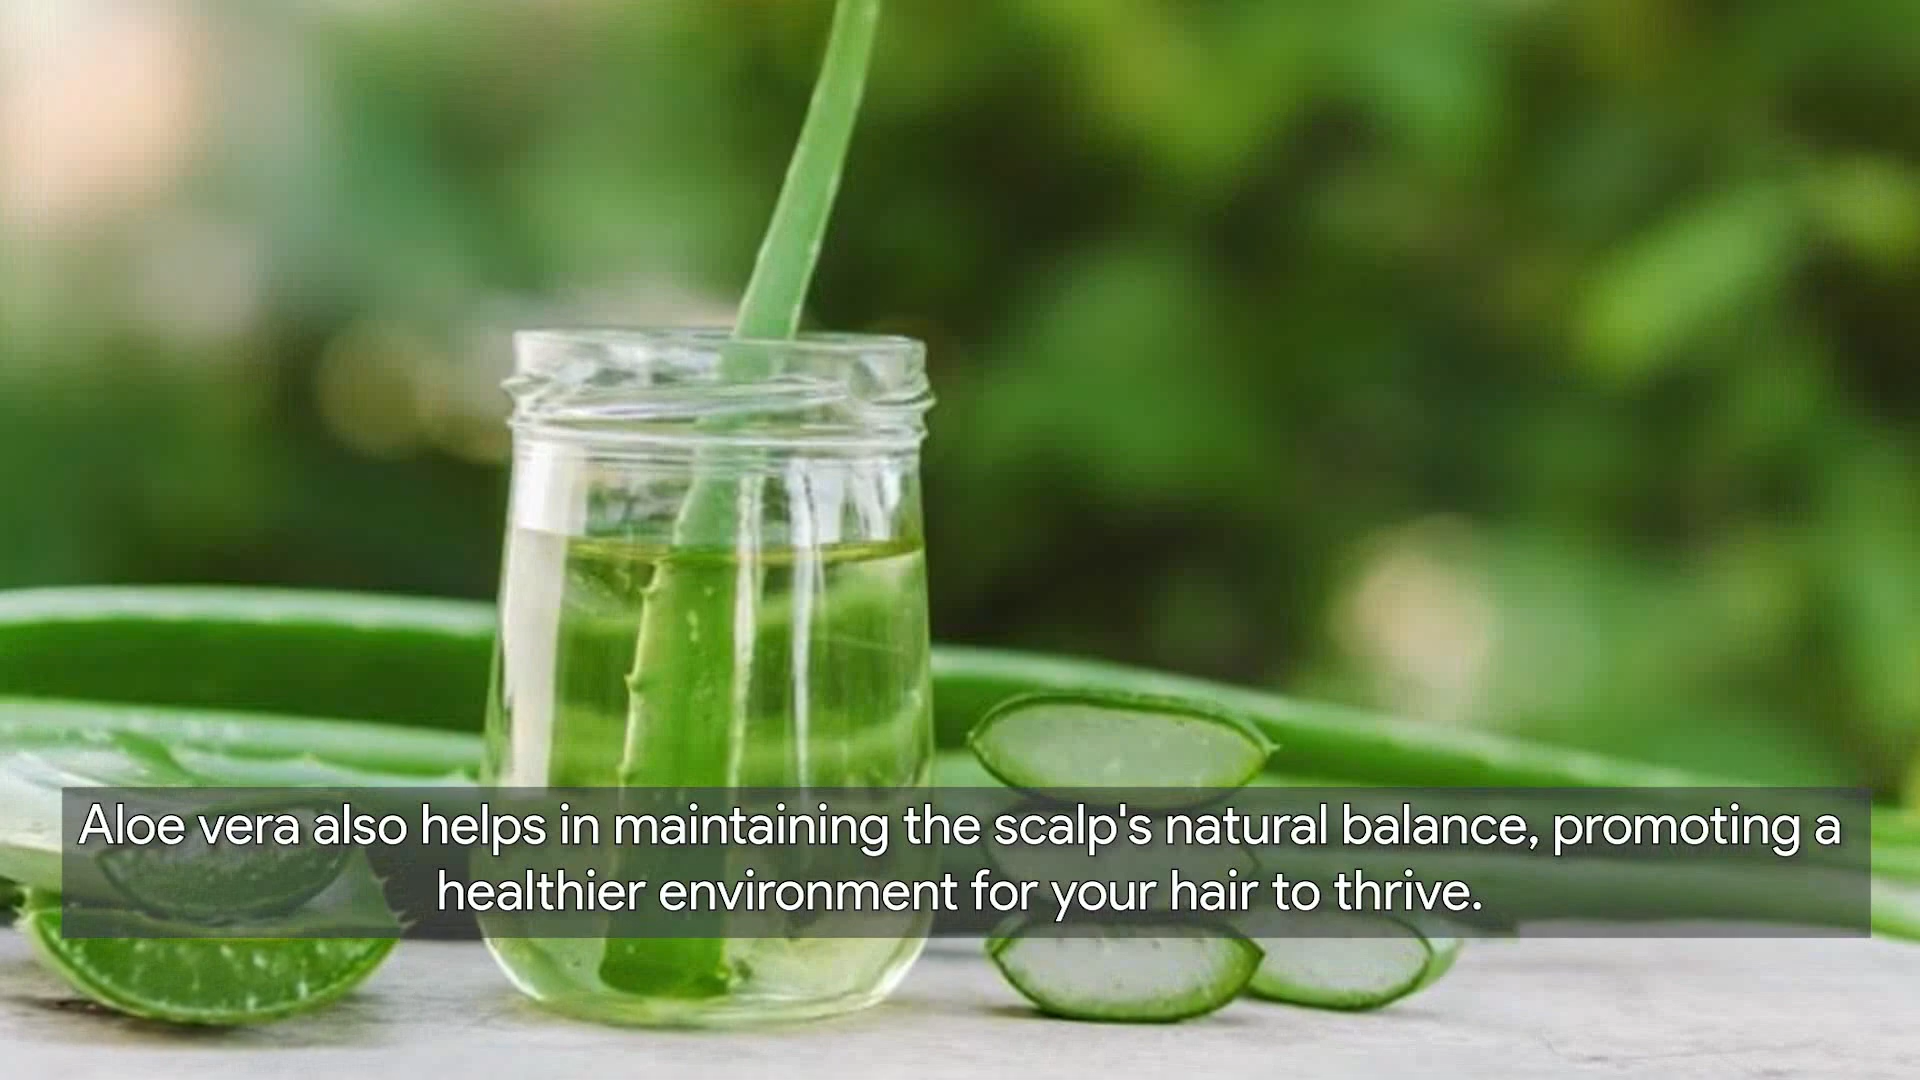 Aloe vera also helps in maintaining the scalp's natural balance, promoting a
healthier environment for your hair to thrive.